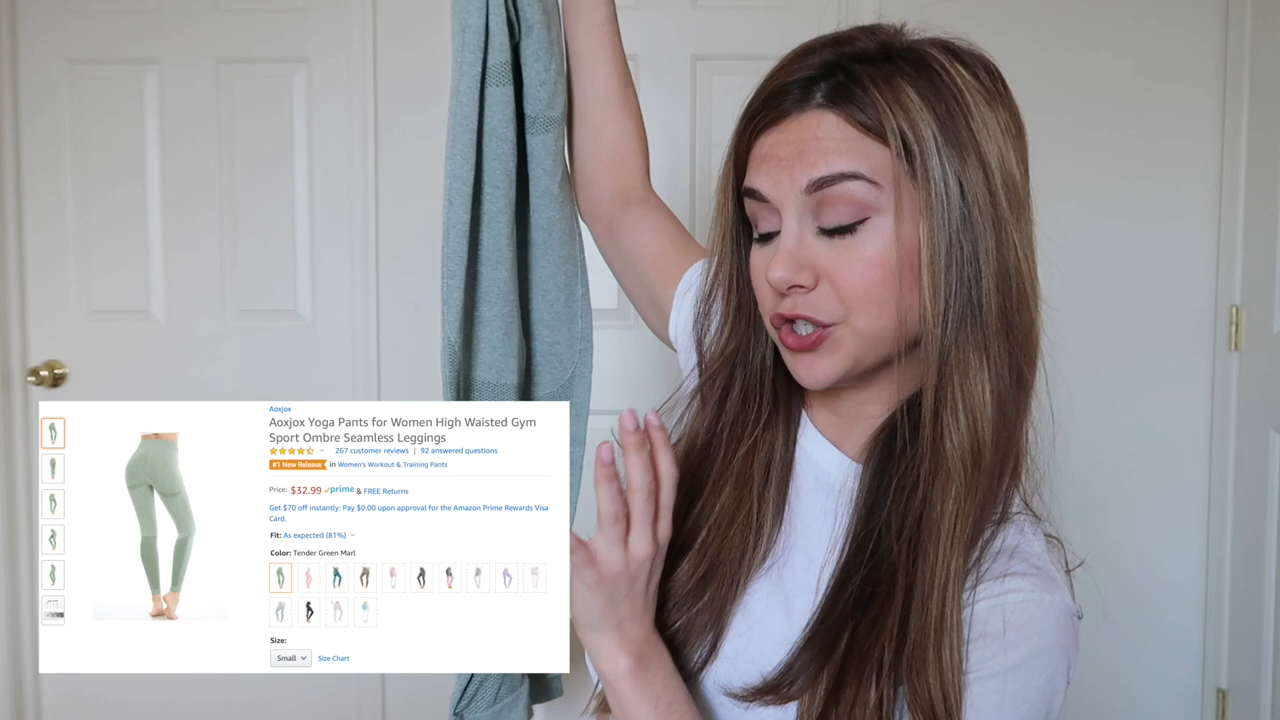 Aoxjox
Aoxjox Yoga Pants for Women High Waisted Gym
Sport Ombre Seamless Leggings
267 customer reviews | 92 answered questions
#1 New Release in Women's Workout & Training Pants
Price: $32.99 prime & FREE Returns
Get $70 off instantly: Pay $0.00 upon approval for the Amazon Prime Rewards Visa
Card.
Fit: As expected (81%)
Color: Tender Green Marl
Size:
Small Size Chart